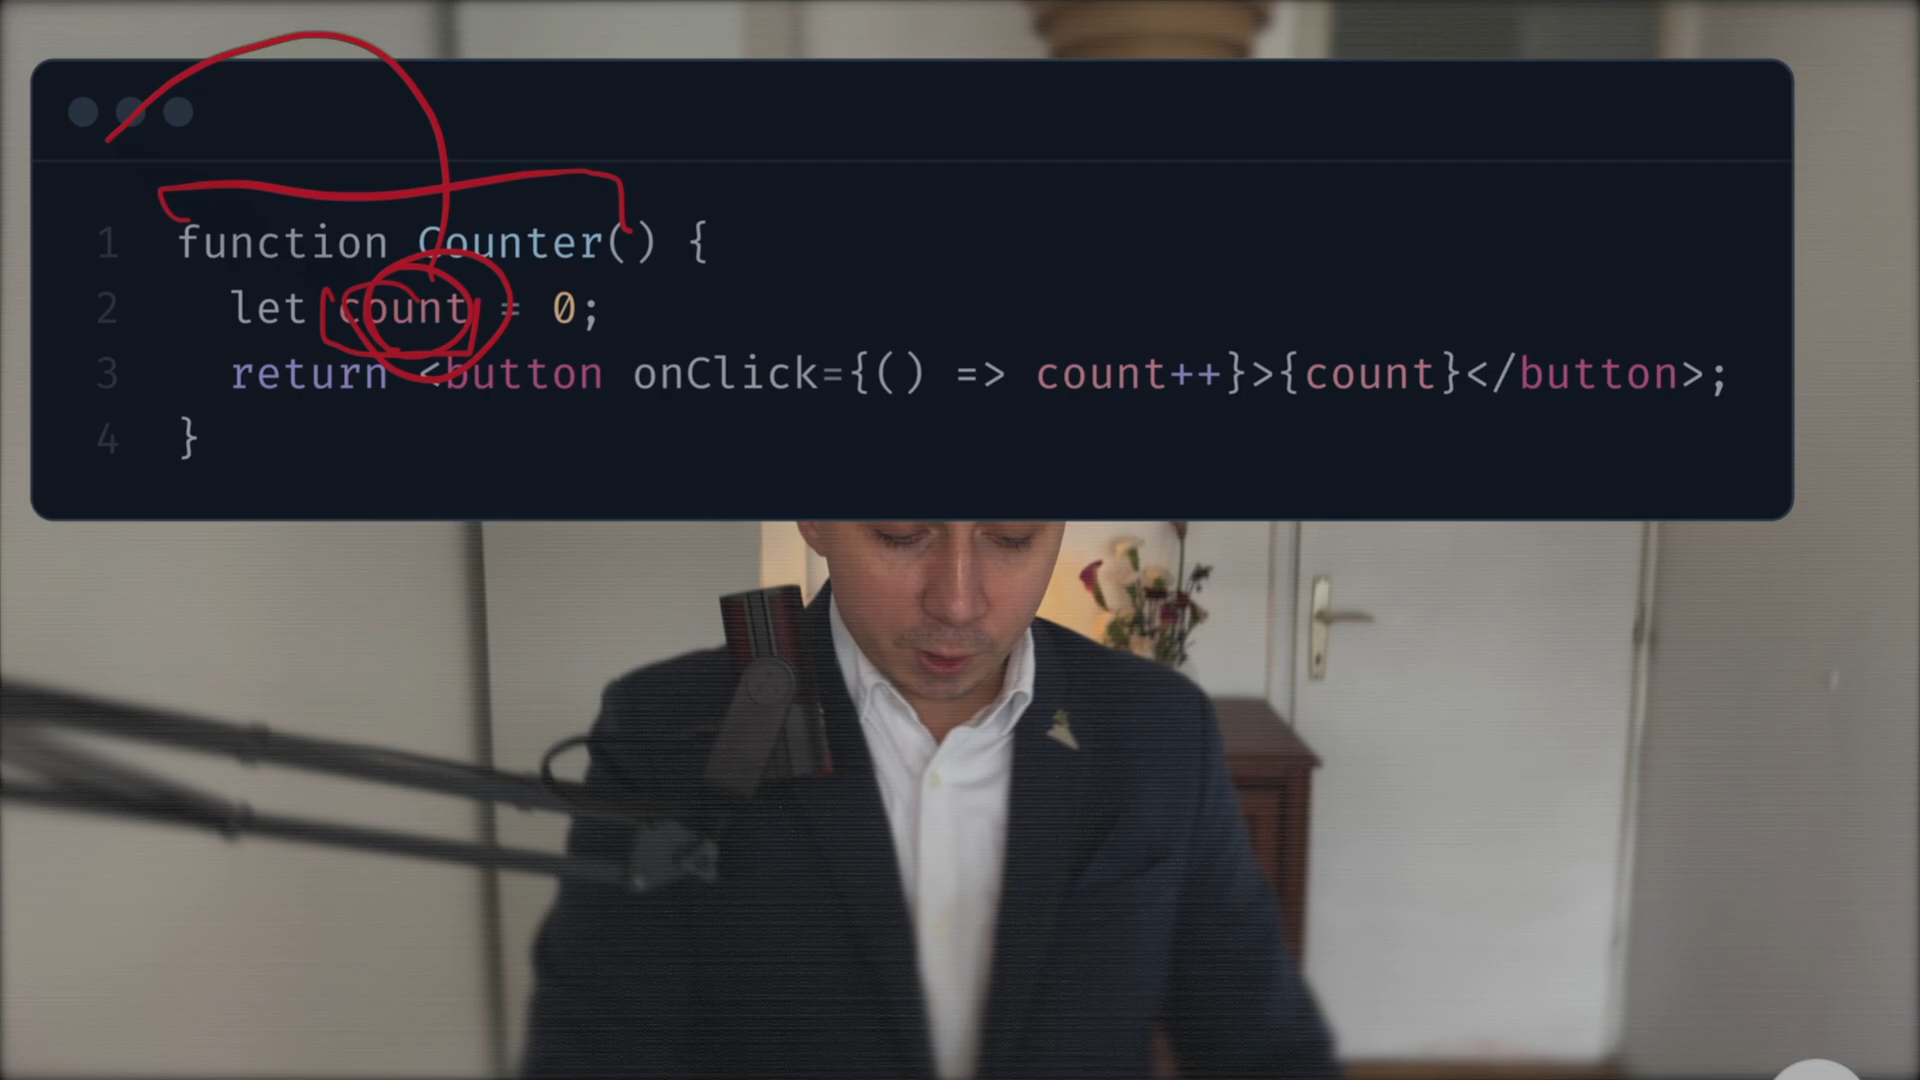 1 function Counter() {
2 let count = 0;
3 return <button onClick={() => count++}>{count}</button>;
4 }